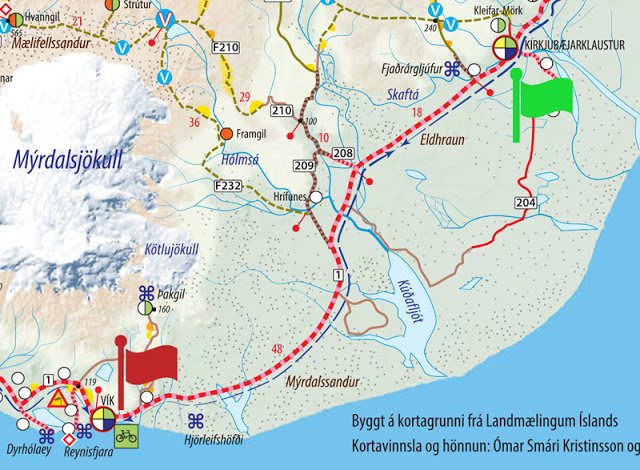 Strútur
Hvanngil
565
21
Mælifellssandur
V
V
V
V
V
F210
240
Kleifar-Mörk
KIRKJUBÆJARKLAUSTUR
Fjaðrárgljúfur
Skaftá
29
210
100
18
Eldhraun
36
Framgil
10
208
Mýrdalsjökull
Hólmsá
209
F232
Hrífunes
204
Kötlujökull
1
Kúðafljót
Þakgil
160
48
Mýrdalssandur
1
119
VÍK
Hjörleifshöfði
Dyrhólaey
Reynisfjara
Byggt á kortagrunni frá Landmælingum Íslands
Kortavinnsla og hönnun: Ómar Smári Kristinsson og